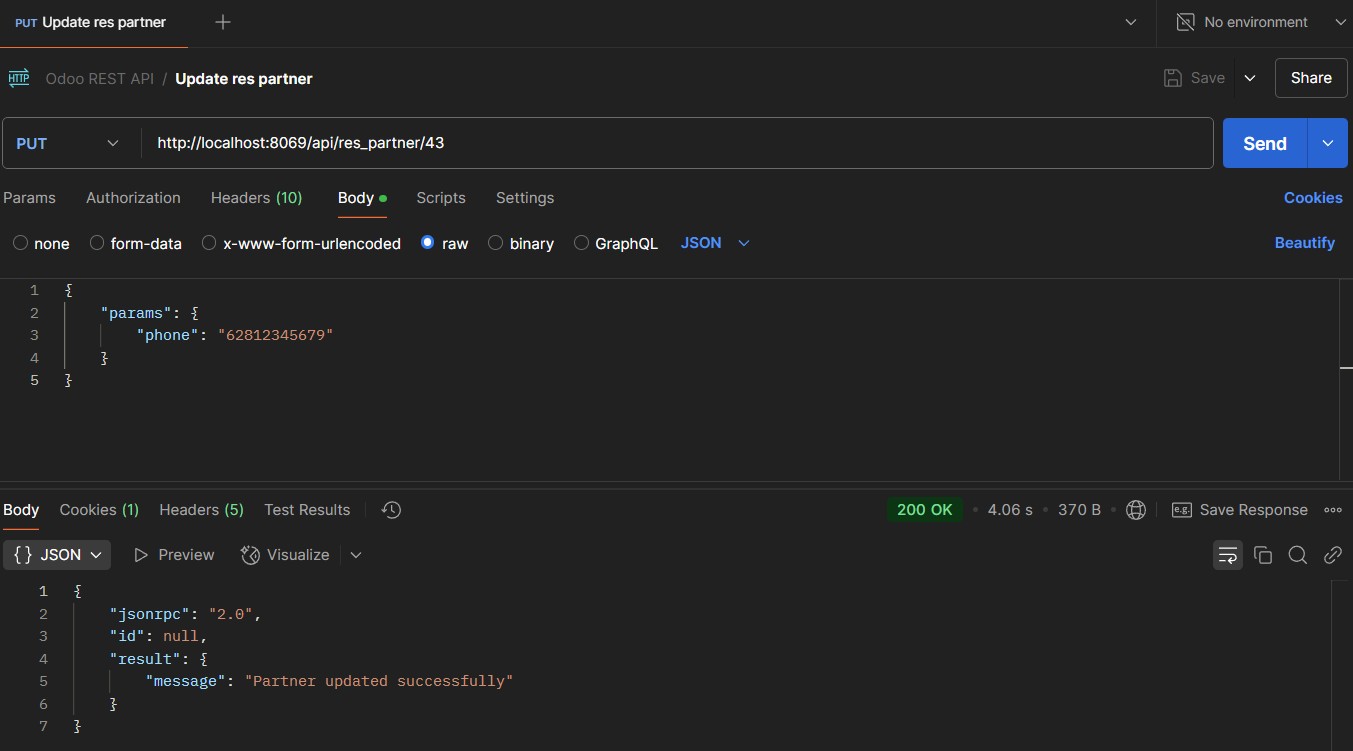 PUT Update res partner
No environment
HTTP Odoo REST API / Update res partner
Save
Share
PUT
http://localhost:8069/api/res_partner/43
Send
Params Authorization Headers (10) Body Scripts Settings Cookies
none form-data x-www-form-urlencoded raw binary GraphQL JSON Beautify
1 {
2 "params": {
3 "phone": "62812345679"
4 }
5 }
Body Cookies (1) Headers (5) Test Results
200 OK • 4.06 s • 370 B • e.g. Save Response
{} JSON Preview Visualize
1 {
2 "jsonrpc": "2.0",
3 "id": null,
4 "result": {
5 "message": "Partner updated successfully"
6 }
7 }